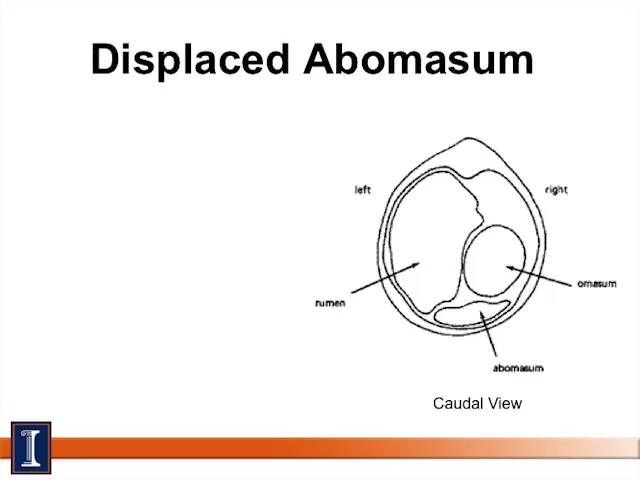 Displaced Abomasum
left
right
omasum
rumen
abomasum
Caudal View
I